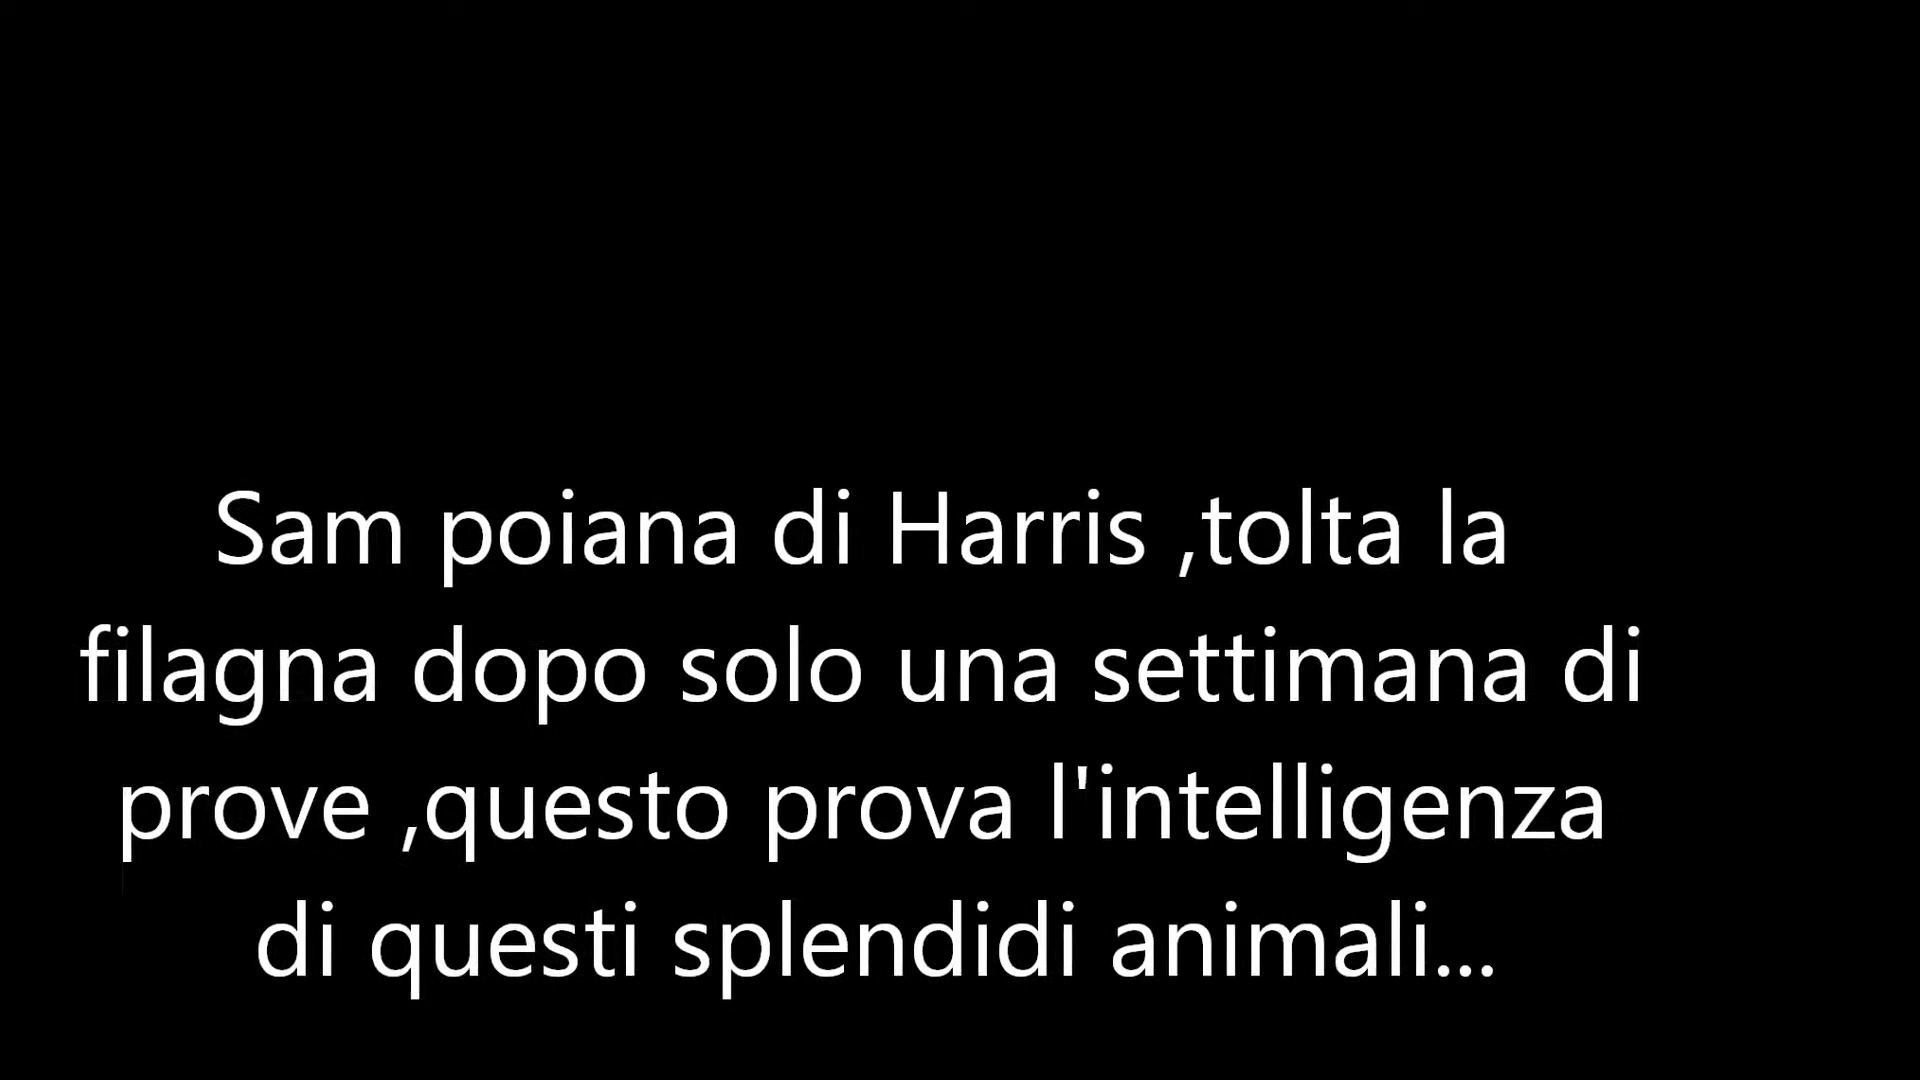 Sam poiana di Harris ,tolta la
filagna dopo solo una settimana di
prove ,questo prova l'intelligenza
di questi splendidi animali...